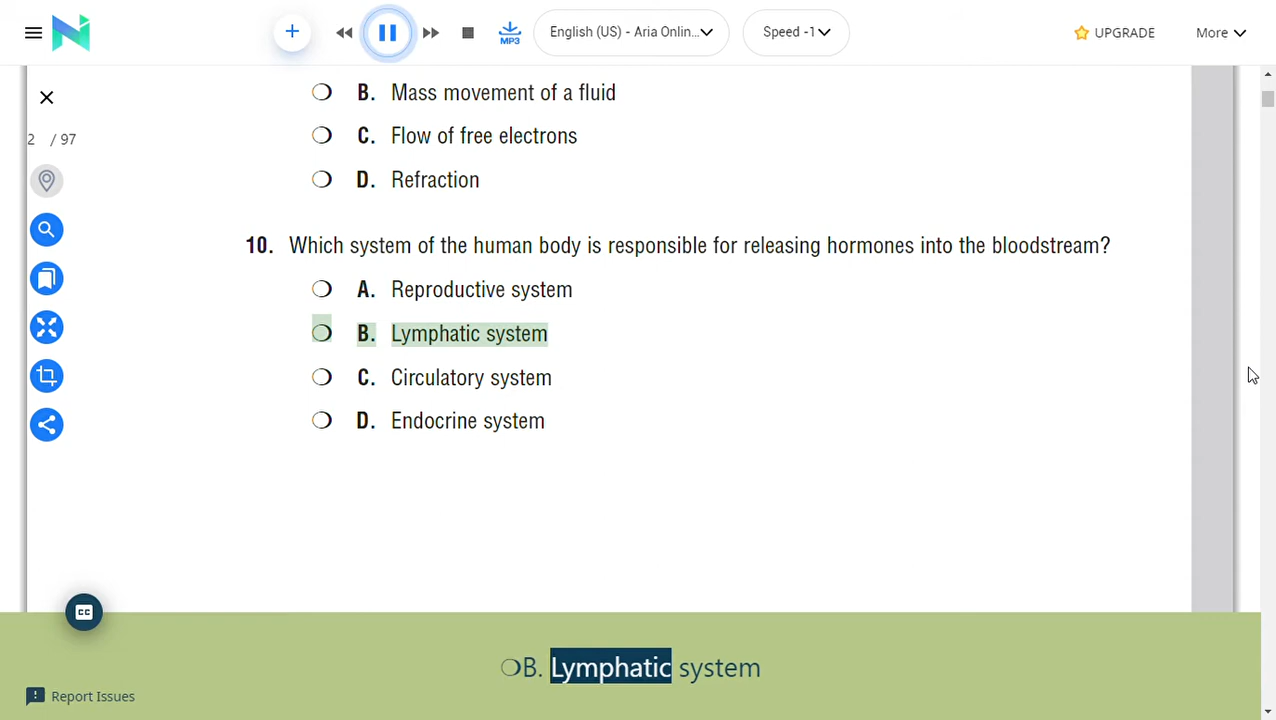 MP3
English (US) - Aria Onlin...
Speed -1
UPGRADE
More
2 / 97
B. Mass movement of a fluid
C. Flow of free electrons
D. Refraction
10. Which system of the human body is responsible for releasing hormones into the bloodstream?
A. Reproductive system
B. Lymphatic system
C. Circulatory system
D. Endocrine system
CC
❍B. Lymphatic system
Report Issues